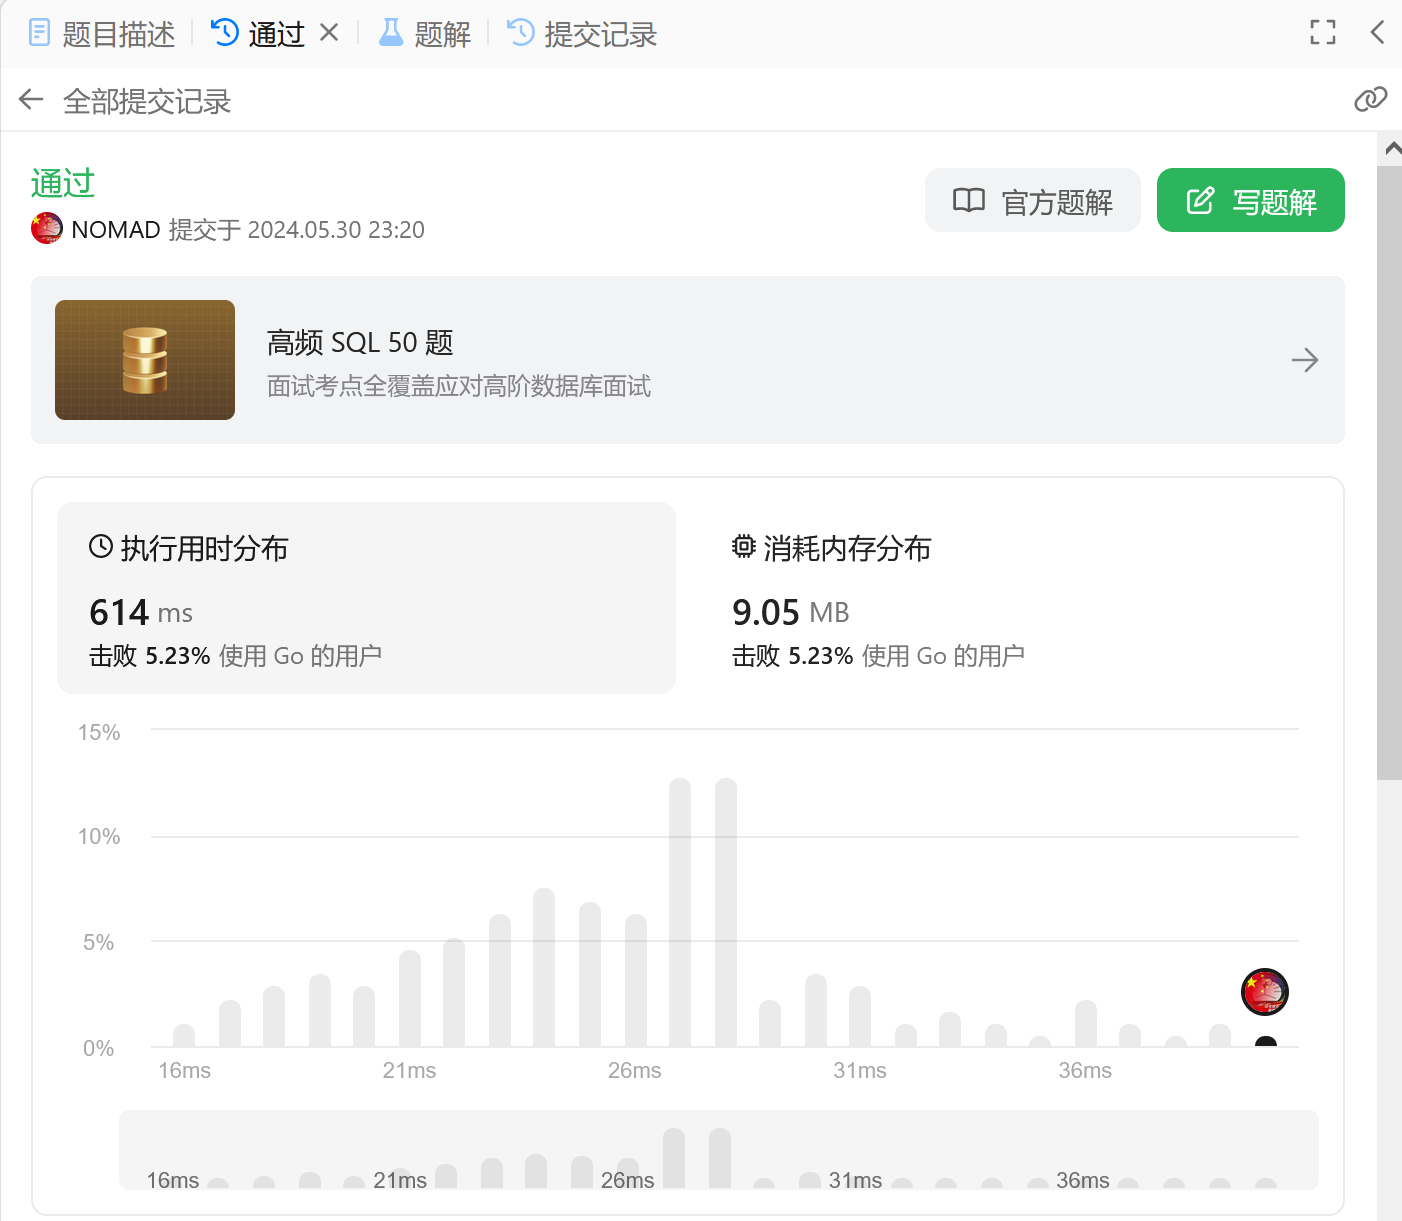 题目描述 通过 题解 提交记录
全部提交记录
通过
NOMAD 提交于 2024.05.30 23:20
官方题解 写题解
高频 SQL 50 题
面试考点全覆盖应对高阶数据库面试
执行用时分布
614 ms
击败 5.23% 使用 Go 的用户
消耗内存分布
9.05 MB
击败 5.23% 使用 Go 的用户
15%
10%
5%
0%
16ms 21ms 26ms 31ms 36ms
16ms 21ms 26ms 31ms 36ms